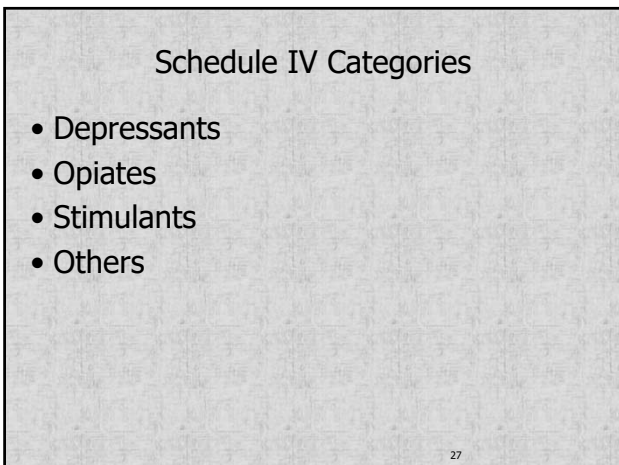 Schedule IV Categories
• Depressants
• Opiates
• Stimulants
• Others
27